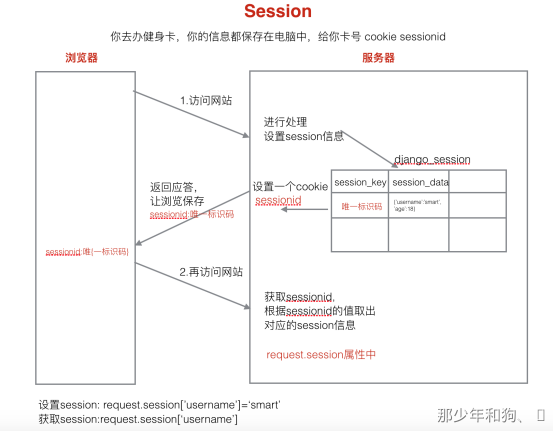 Session
你去办健身卡，你的信息都保存在电脑中，给你卡号 cookie sessionid
浏览器
服务器
1.访问网站
进行处理
设置session信息
django_session
session_key
session_data
返回应答，
让浏览保存
sessionid:唯一标识码
设置一个cookie
sessionid
唯一标识码
{'username':'smart',
'age':18}
sessionid:唯{一标识码}
2.再访问网站
获取sessionid,
根据sessionid的值取出
对应的session信息
request.session属性中
设置session: request.session['username']='smart'
获取session:request.session['username']
那少年和狗、